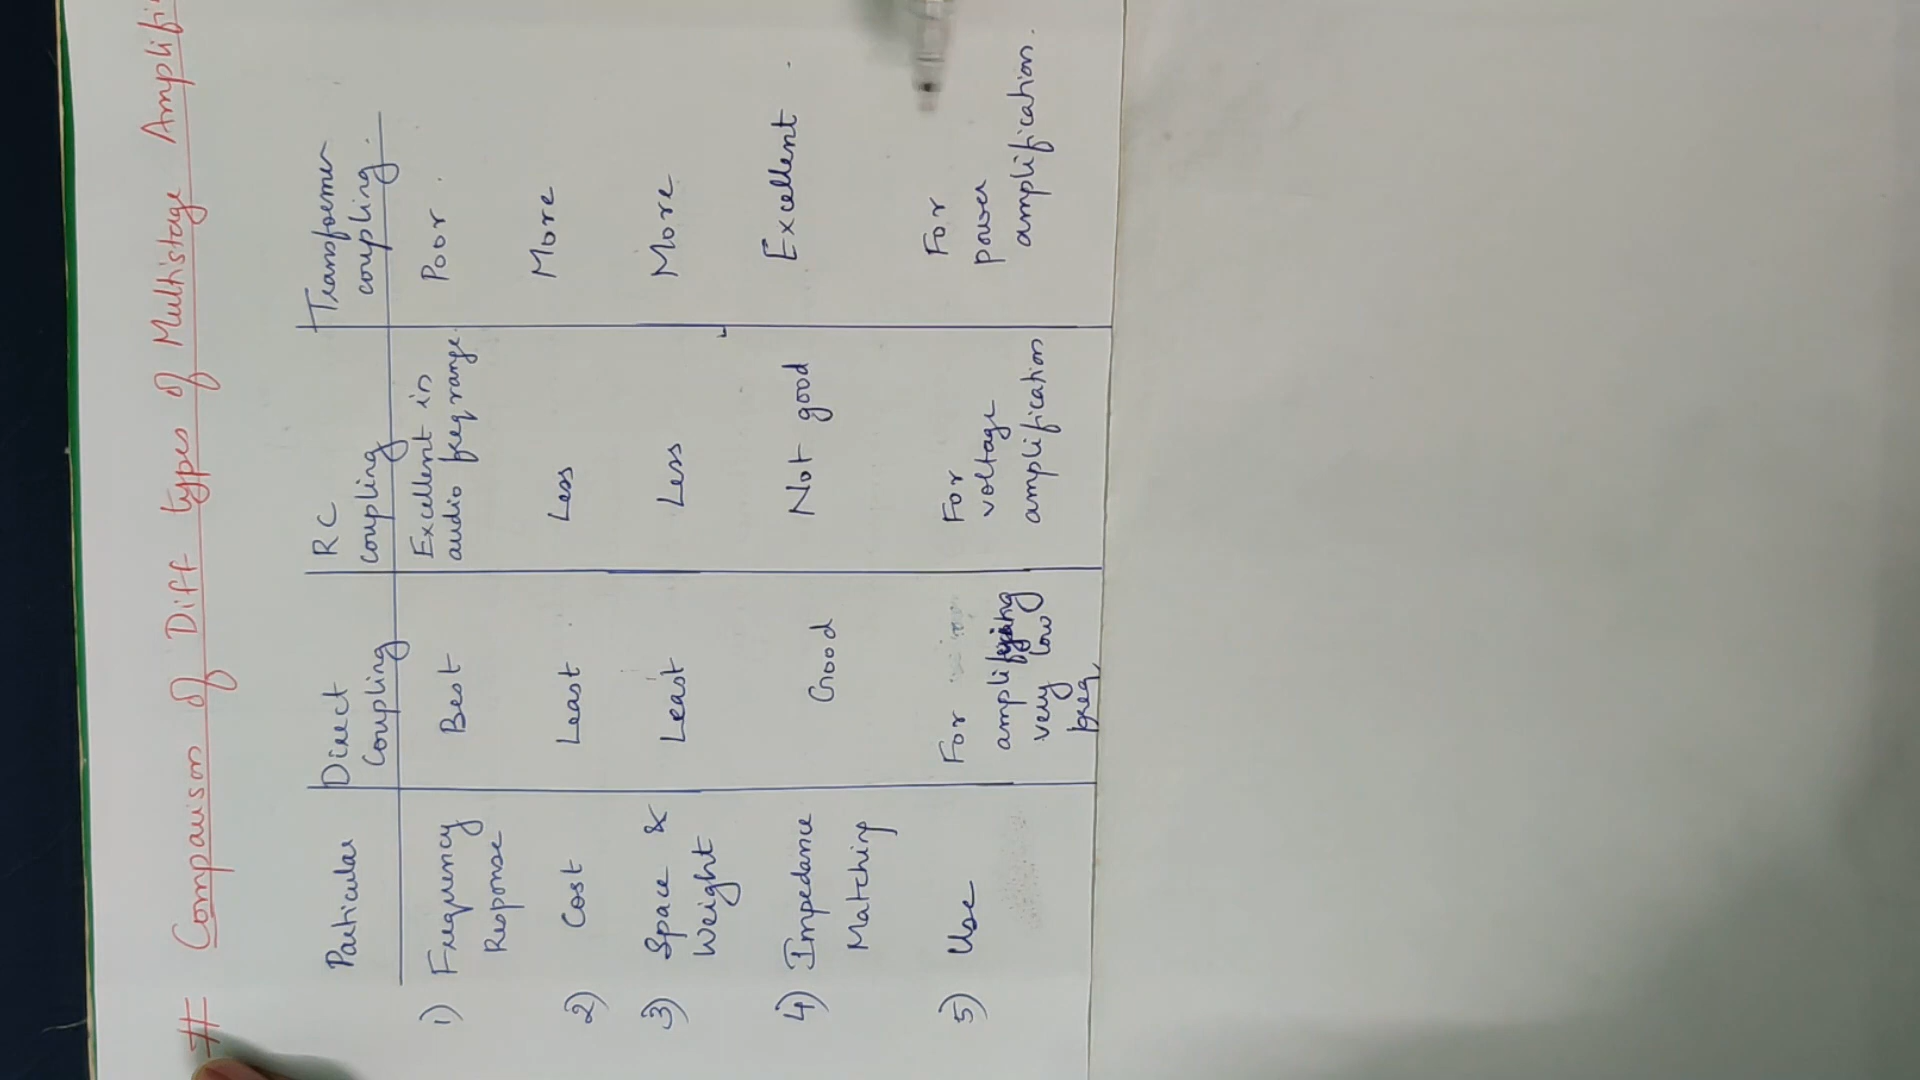 # Comparison of Diff types of Multistage Amplifi
Particular Direct Coupling RC coupling Transformer coupling.
1) Frequency Response Best Excellent in audio freq range. Poor.
2) Cost Least Less More
3) Space & Weight Least Less More
4) Impedance Matching Good Not good Excellent.
5) Use For amplifying very low freq. For voltage amplification For power amplification.